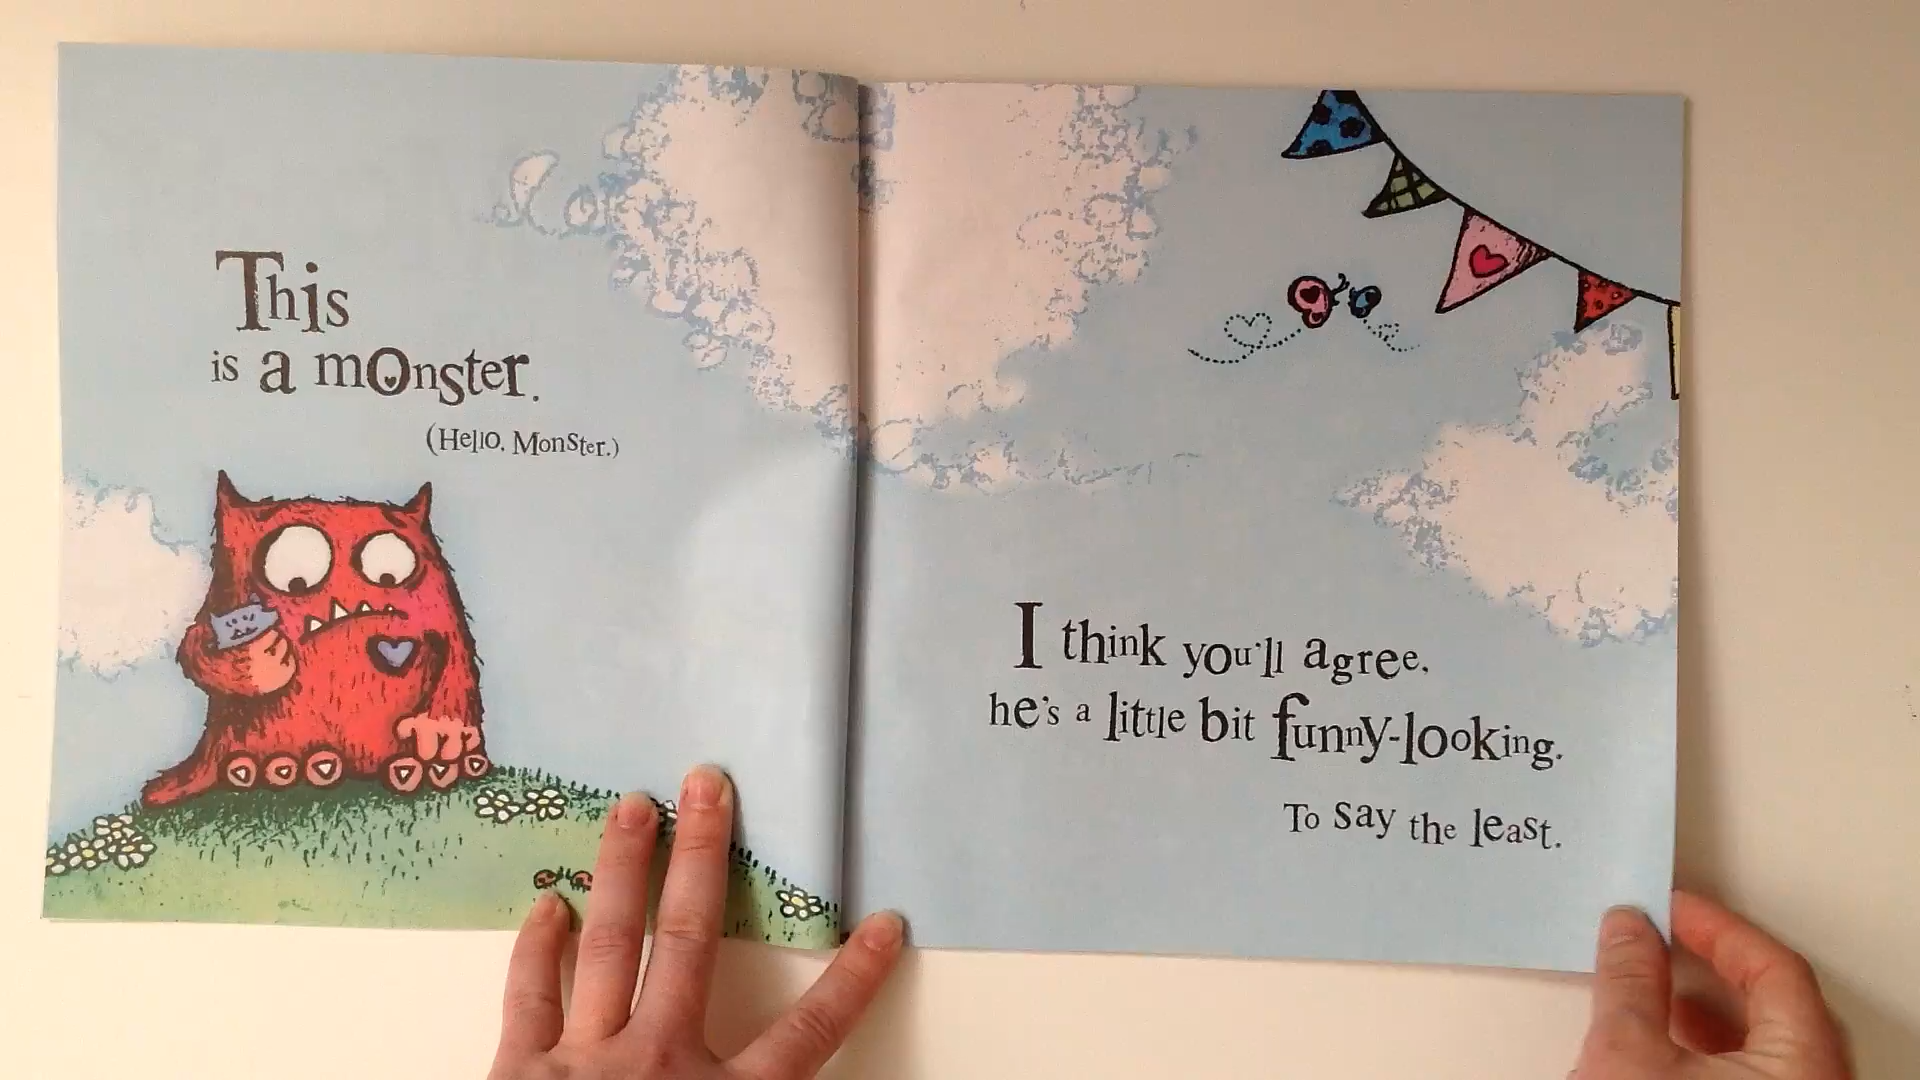 This
is a monster.
(Hello, Monster.)
I think you'll agree,
he's a little bit funny-looking.
To say the least.